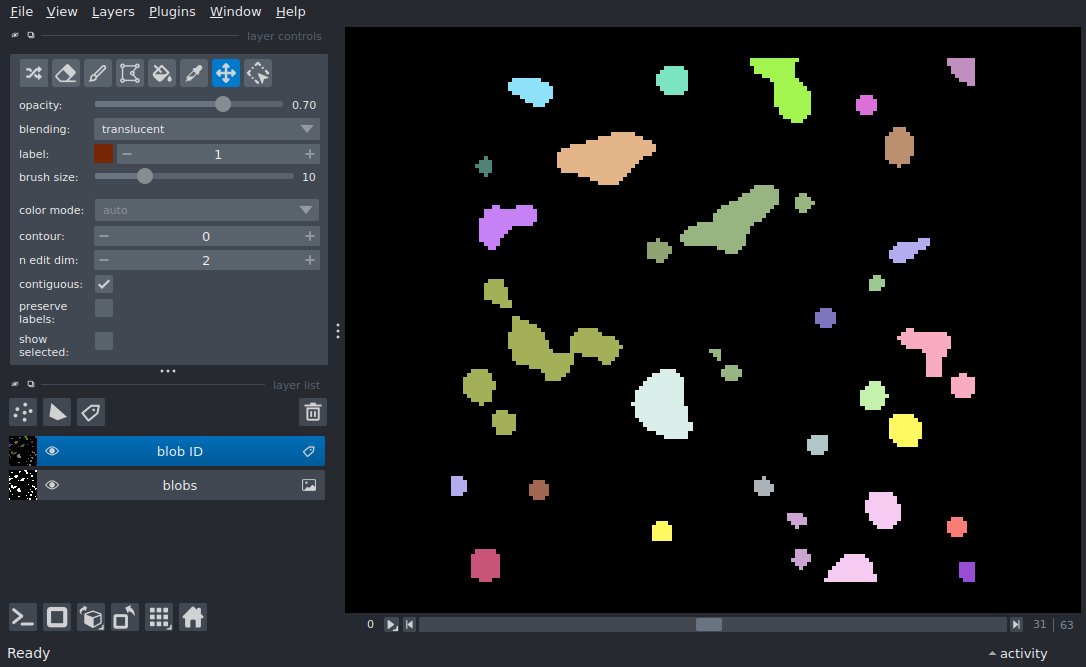 File View Layers Plugins Window Help
layer controls
opacity: 0.70
blending: translucent
label: 1
brush size: 10
color mode: auto
contour: 0
n edit dim: 2
contiguous:
preserve
labels:
show
selected:
layer list
blob ID
blobs
0 31 63
Ready activity